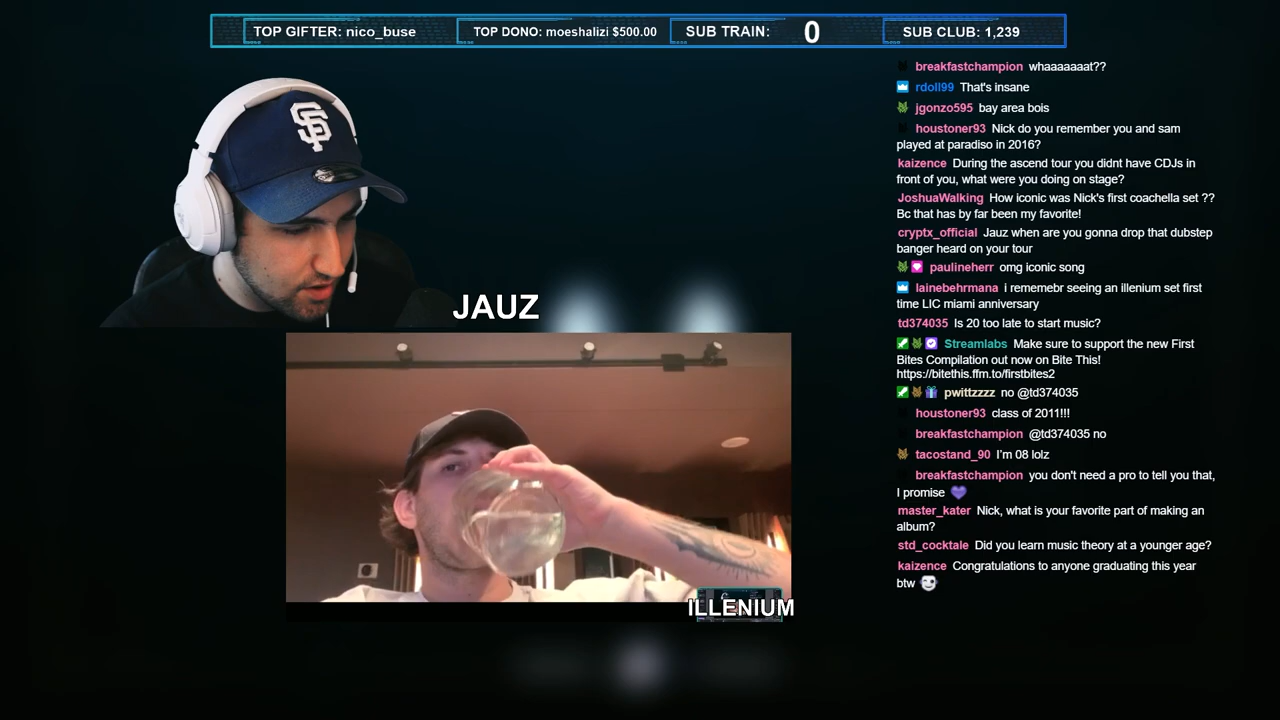 TOP GIFTER: nico_buse
TOP DONO: moeshalizi $500.00
SUB TRAIN: 0
SUB CLUB: 1,239
SF
JAUZ
ILLENIUM
breakfastchampion whaaaaaaat??
rdoll99 That's insane
jgonzo595 bay area bois
houstoner93 Nick do you remember you and sam
played at paradiso in 2016?
kaizence During the ascend tour you didnt have CDJs in
front of you, what were you doing on stage?
JoshuaWalking How iconic was Nick's first coachella set ??
Bc that has by far been my favorite!
cryptx_official Jauz when are you gonna drop that dubstep
banger heard on your tour
paulineherr omg iconic song
lainebehrmana i rememebr seeing an illenium set first
time LIC miami anniversary
td374035 Is 20 too late to start music?
Streamlabs Make sure to support the new First
Bites Compilation out now on Bite This!
https://bitethis.ffm.to/firstbites2
pwittzzzz no @td374035
houstoner93 class of 2011!!!
breakfastchampion @td374035 no
tacostand_90 I'm 08 lolz
breakfastchampion you don't need a pro to tell you that,
I promise
master_kater Nick, what is your favorite part of making an
album?
std_cocktale Did you learn music theory at a younger age?
kaizence Congratulations to anyone graduating this year
btw